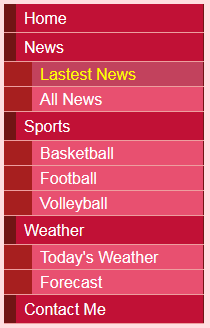 Home
News
Lastest News
All News
Sports
Basketball
Football
Volleyball
Weather
Today's Weather
Forecast
Contact Me